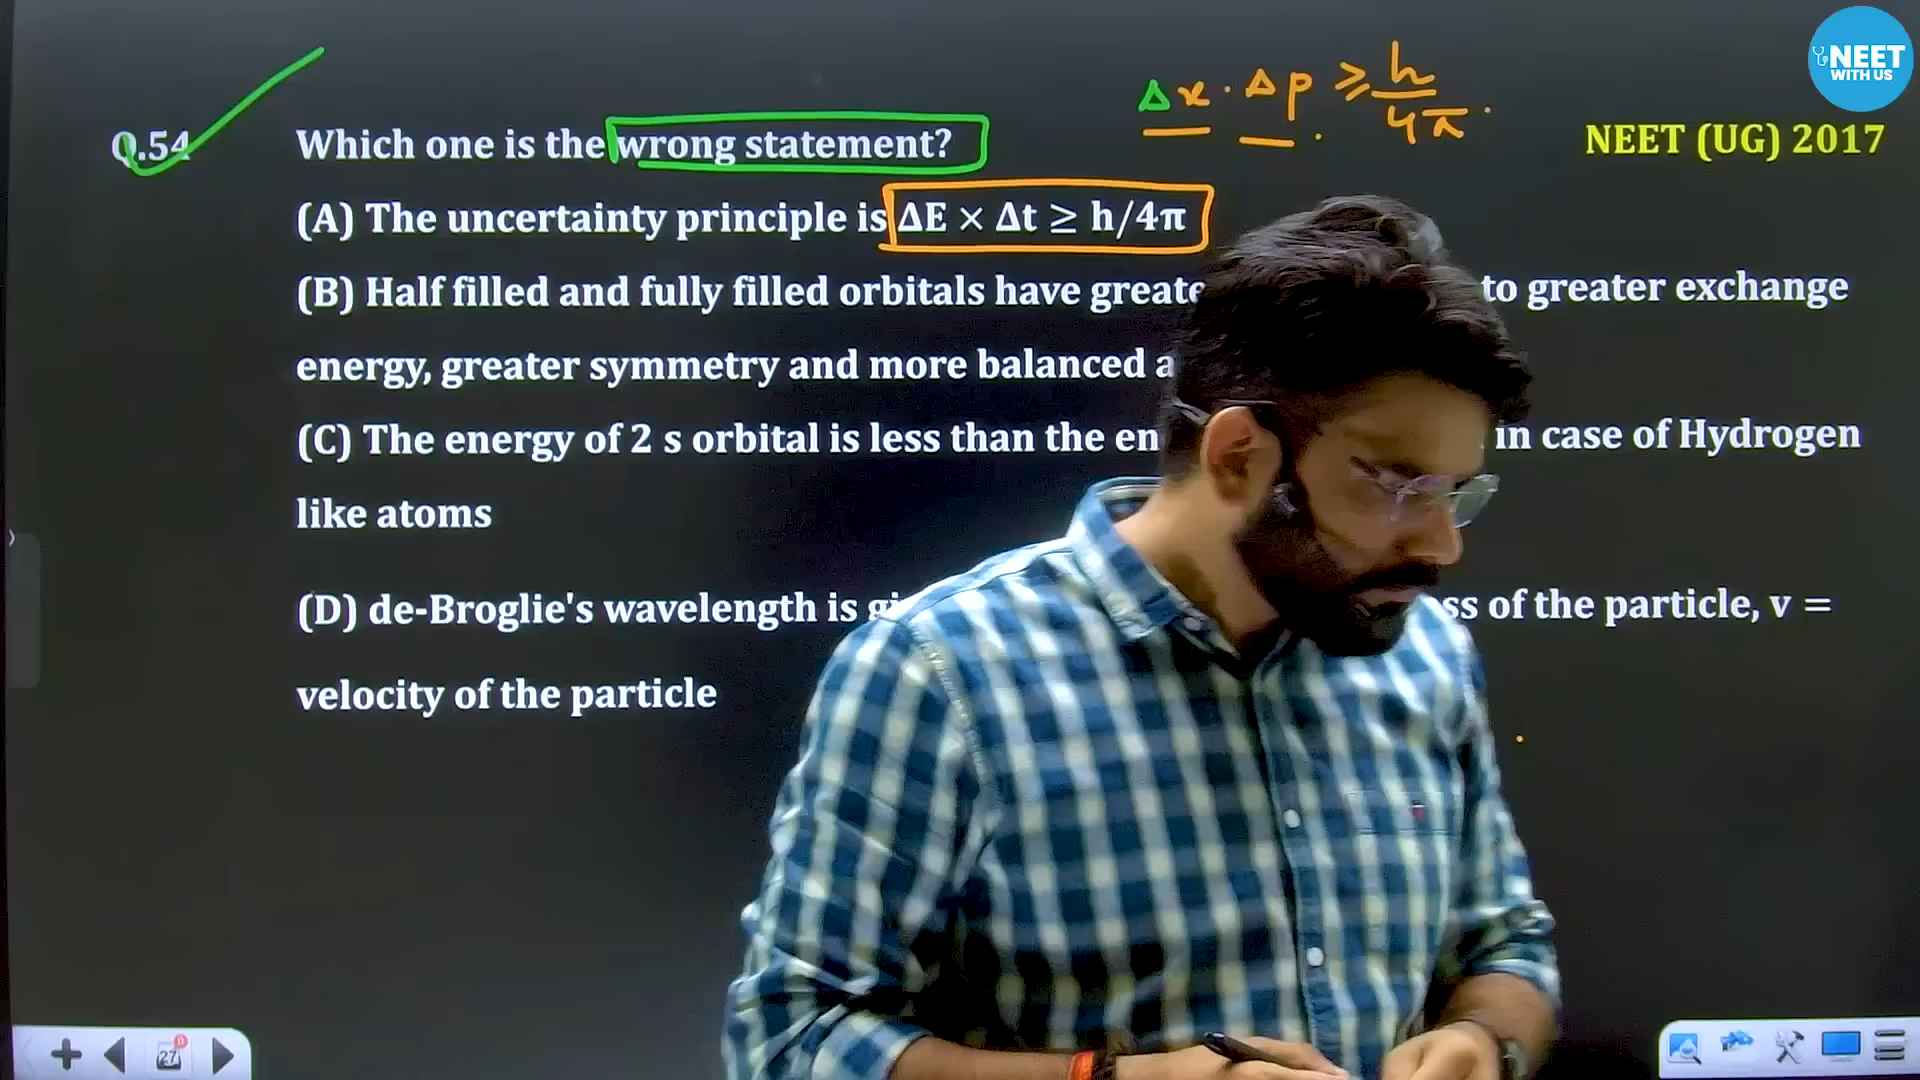 NEET
WITH US
Δx . Δp ≥ h/4π
Q.54 Which one is the wrong statement? NEET (UG) 2017
(A) The uncertainty principle is ΔE × Δt ≥ h/4π
(B) Half filled and fully filled orbitals have to greater exchange
energy, greater symmetry and more balanced
(C) The energy of 2 s orbital is less than the in case of Hydrogen
like atoms
(D) de-Broglie's wavelength is of the particle, v =
velocity of the particle
27
0